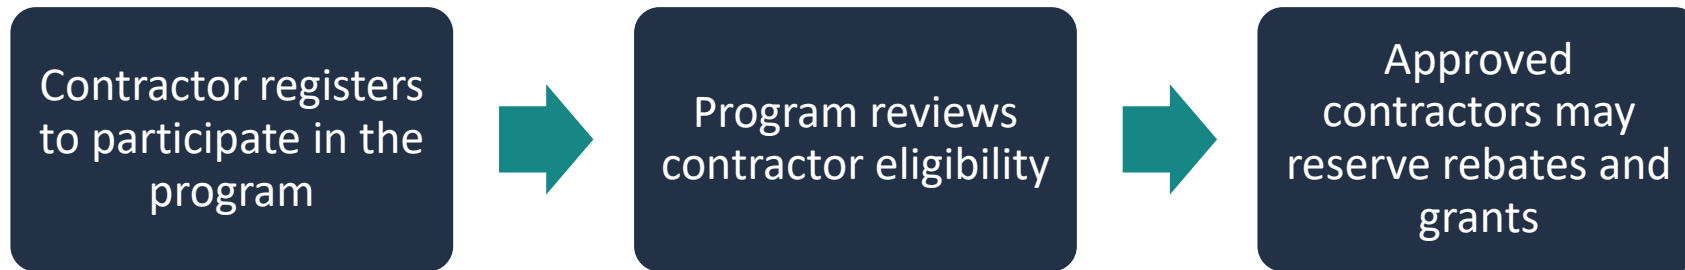 Contractor registers
to participate in the
program
Program reviews
contractor eligibility
Approved
contractors may
reserve rebates and
grants